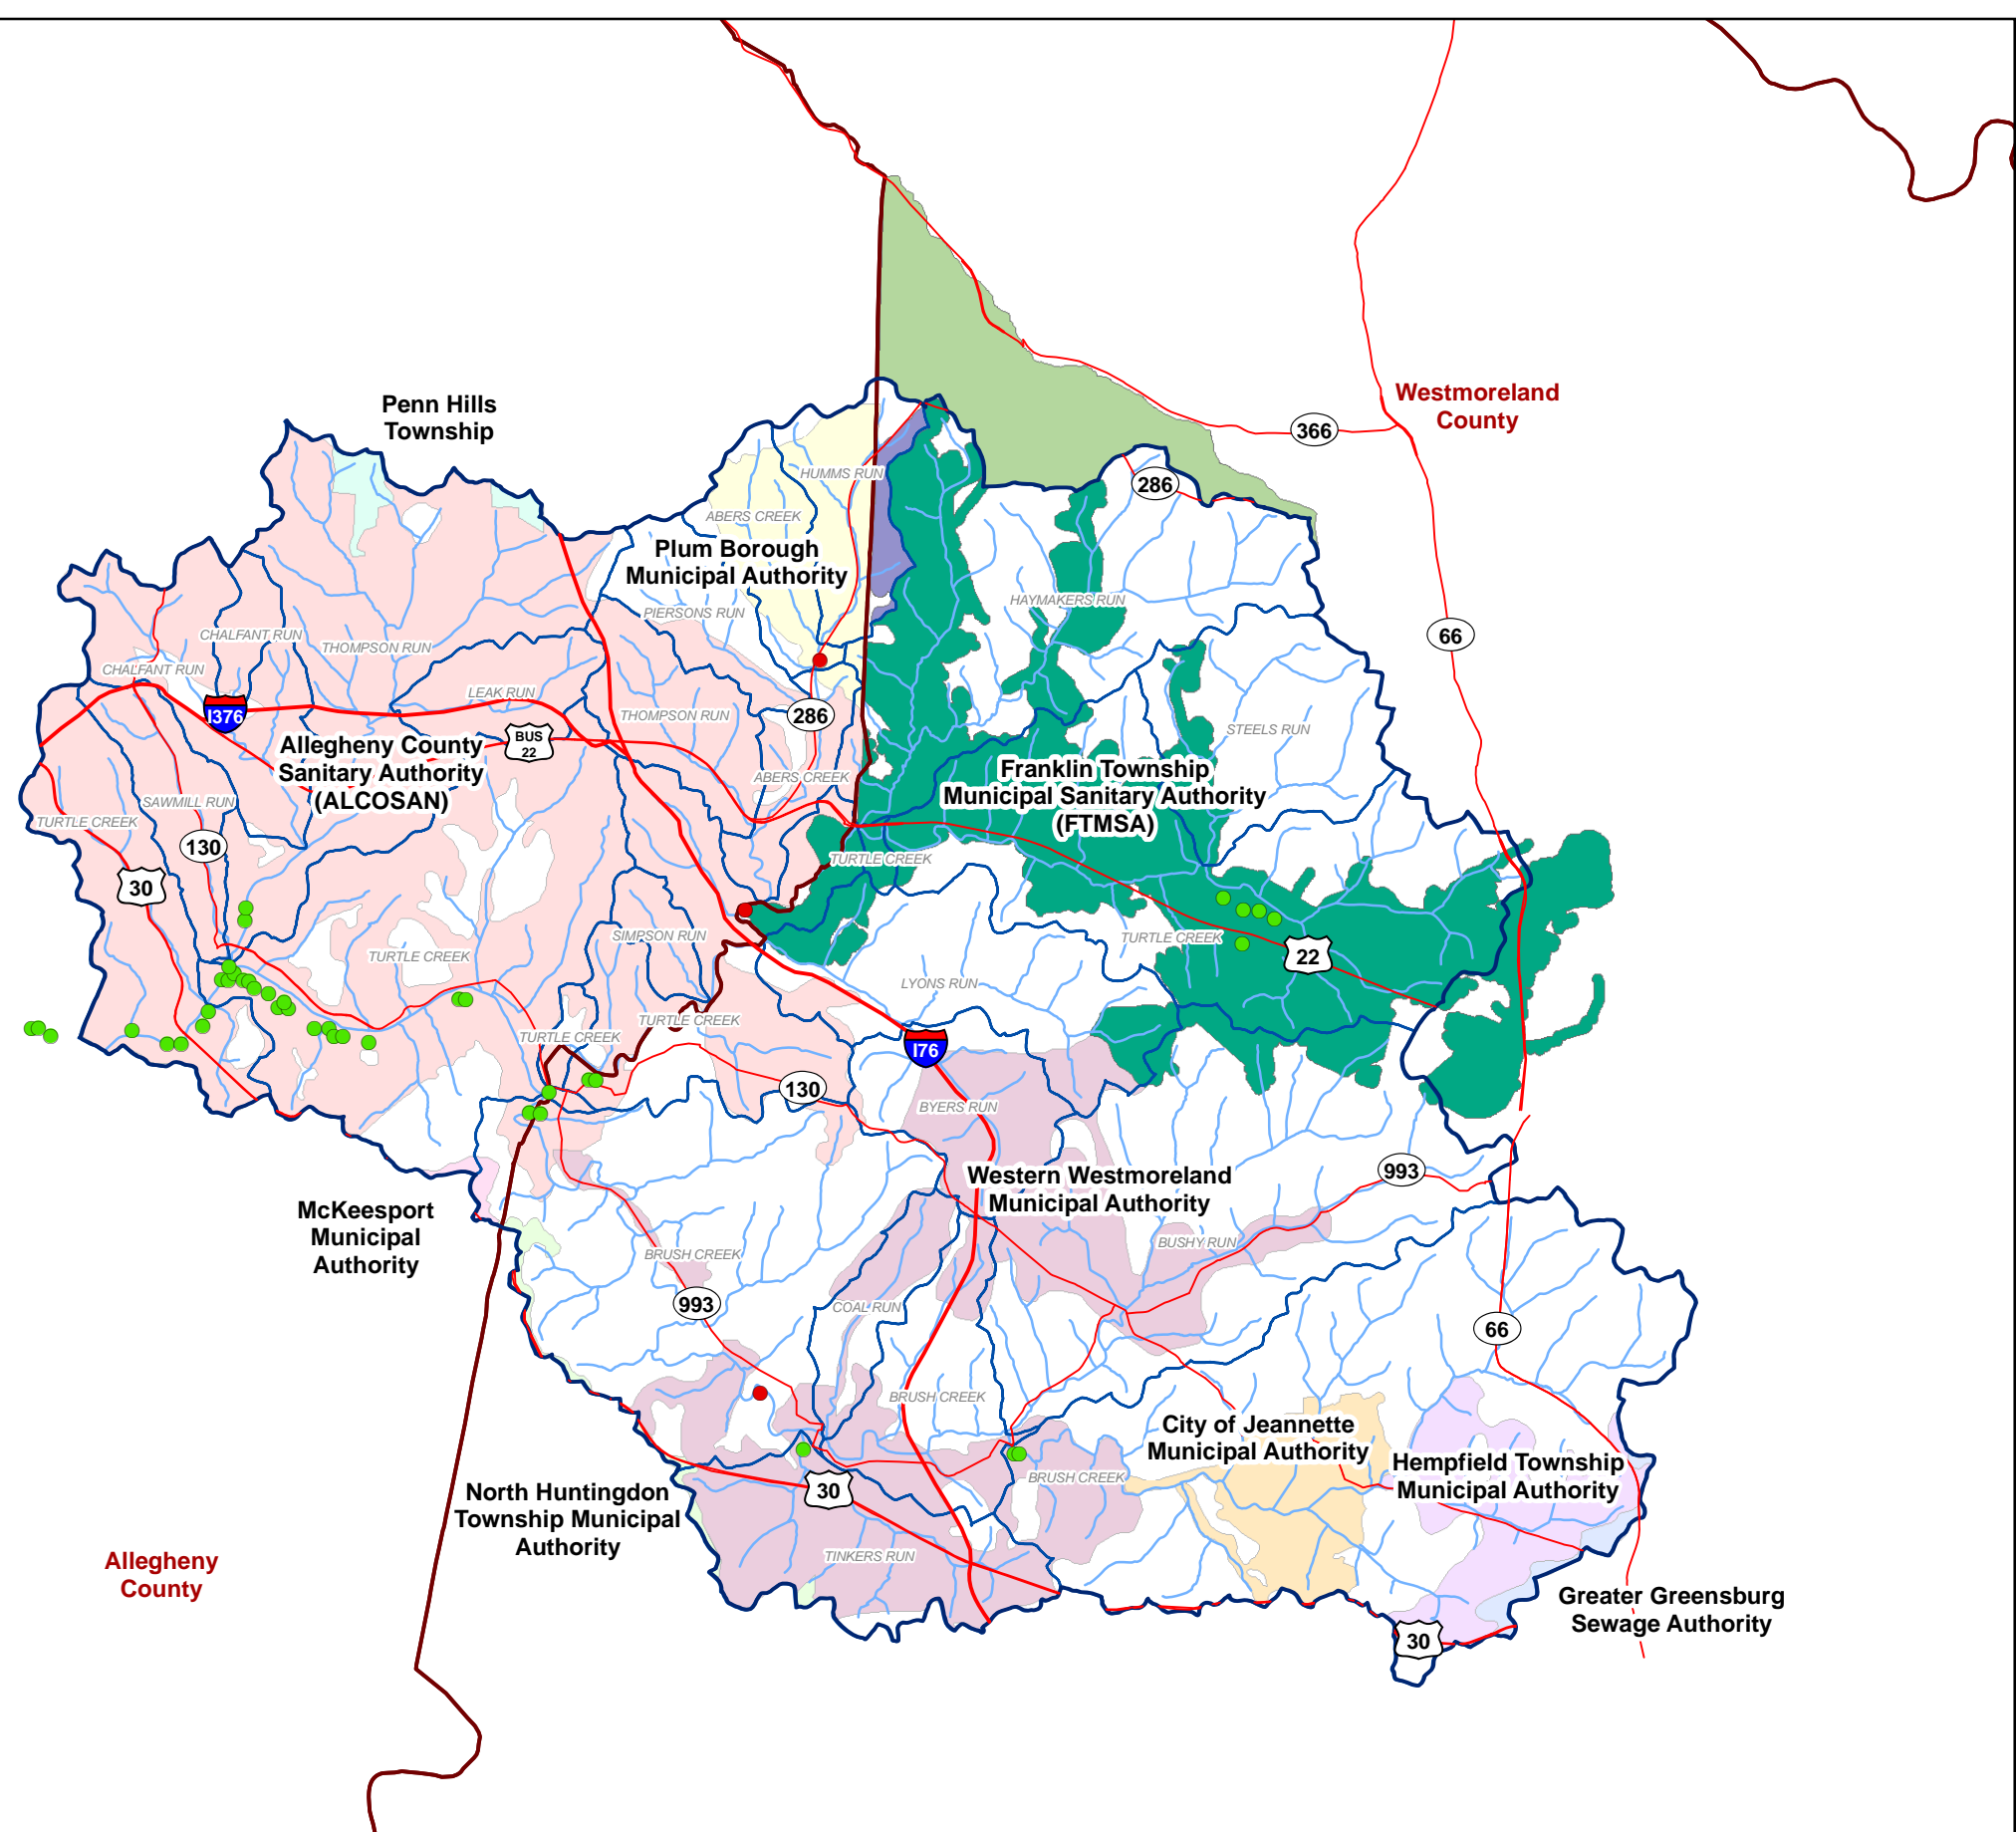 Penn Hills
Township
Westmoreland
County
366
286
HUMMS RUN
ABERS CREEK
Plum Borough
Municipal Authority
PIERSONS RUN
HAYMAKERS RUN
66
CHALFANT RUN
THOMPSON RUN
CHALFANT RUN
LEAK RUN
I376
THOMPSON RUN
286
STEELS RUN
BUS
22
Allegheny County
Sanitary Authority
(ALCOSAN)
ABERS CREEK
Franklin Township
Municipal Sanitary Authority
(FTMSA)
SAWMILL RUN
TURTLE CREEK
130
30
TURTLE CREEK
SIMPSON RUN
TURTLE CREEK
TURTLE CREEK
22
LYONS RUN
TURTLE CREEK
TURTLE CREEK
I76
130
BYERS RUN
Western Westmoreland
Municipal Authority
993
McKeesport
Municipal
Authority
BUSHY RUN
BRUSH CREEK
993
COAL RUN
66
BRUSH CREEK
City of Jeannette
Municipal Authority
Hempfield Township
Municipal Authority
BRUSH CREEK
30
North Huntingdon
Township Municipal
Authority
TINKERS RUN
Allegheny
County
Greater Greensburg
Sewage Authority
30